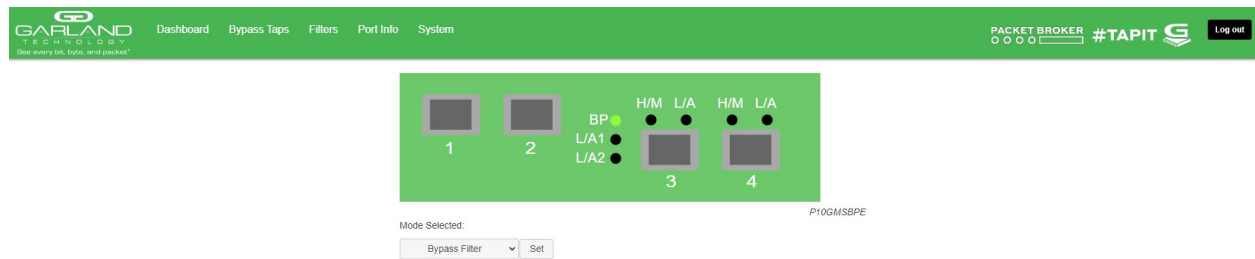 GARLAND
TECHNOLOGY
See every bit, byte, and packet®
Dashboard Bypass Taps Filters Port Info System
PACKET BROKER
#TAPIT
Log out
H/M L/A H/M L/A
BP
L/A1
L/A2
1 2
3 4
P10GMSBPE
Mode Selected:
Bypass Filter Set